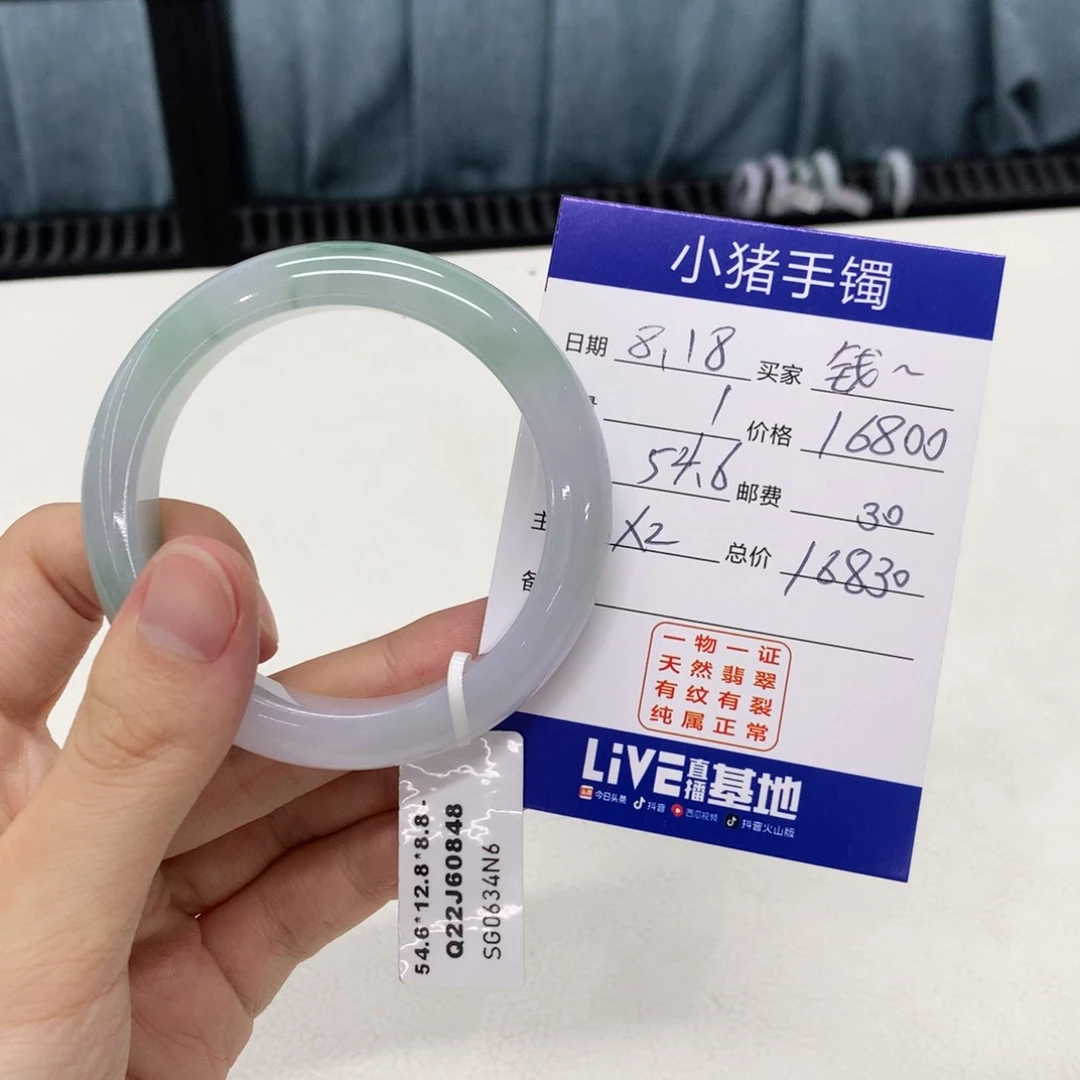 小猪手镯
日期 8.18 买家 钱~
1 价格 16800
54.6 邮费 30
主 X2 总价 16830
一物一证
天然翡翠
有纹有裂
纯属正常
LiVE直播基地
今日头条 抖音 西瓜视频 抖音火山版
54.6*12.8*8.8-
Q22J60848
SG0634N6